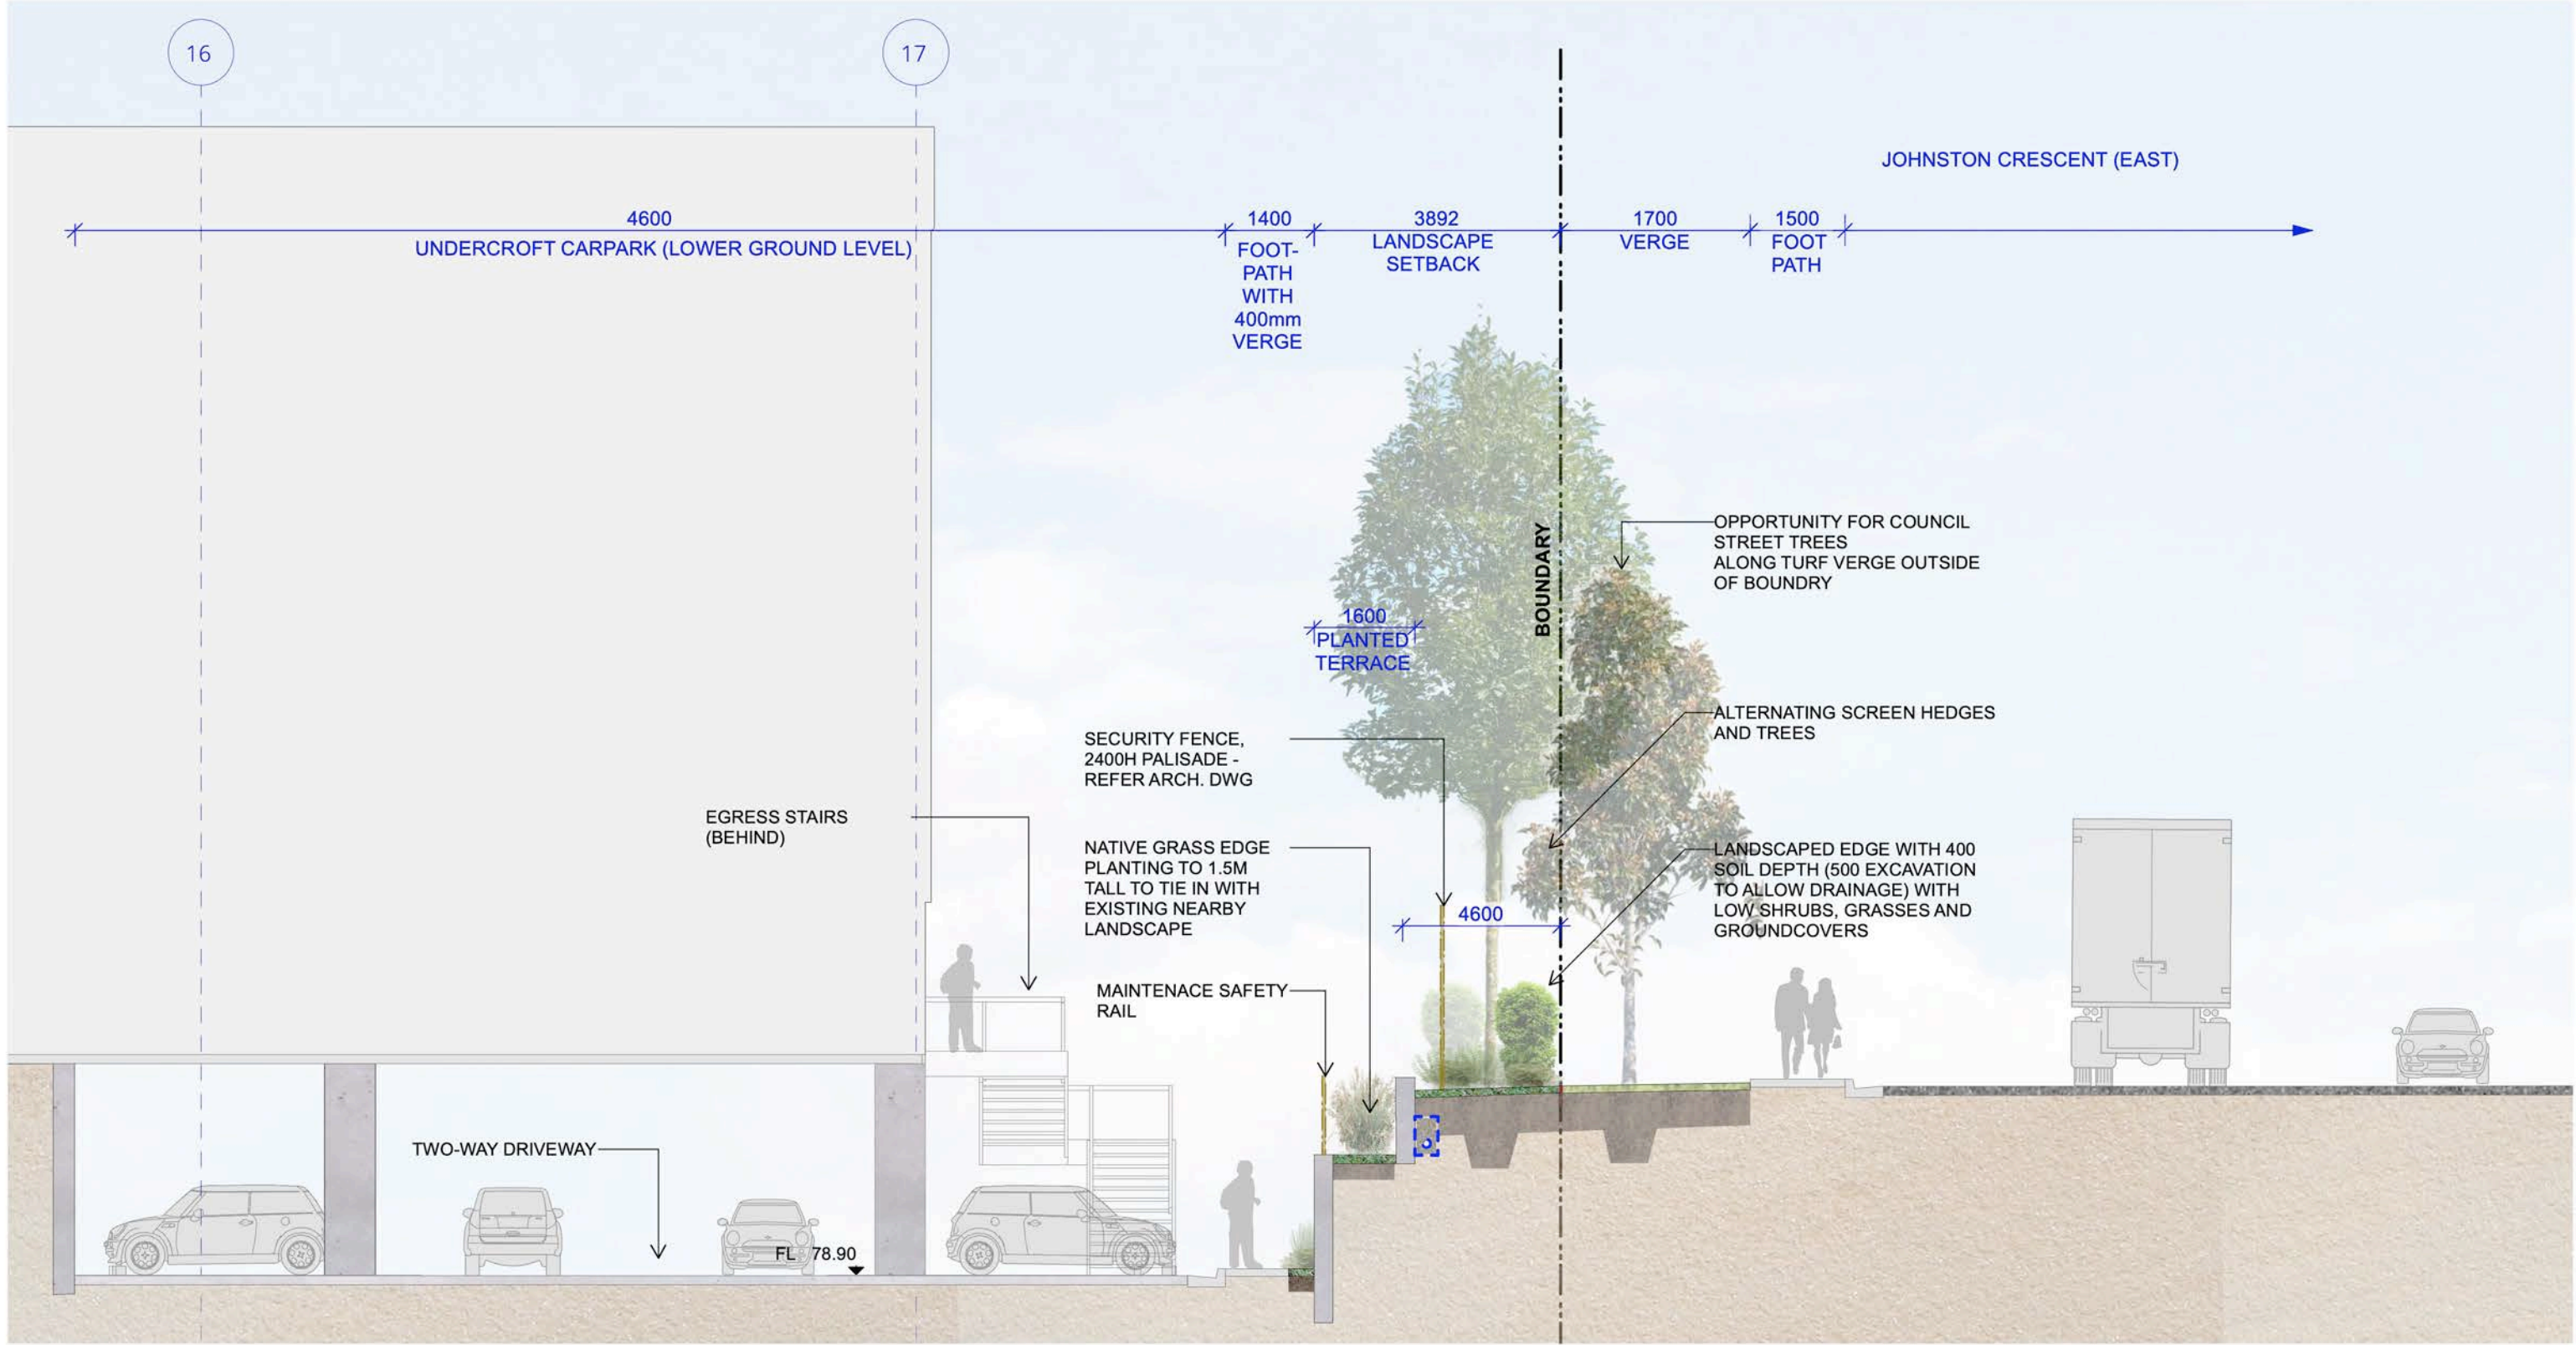 16
17
JOHNSTON CRESCENT (EAST)
4600
UNDERCROFT CARPARK (LOWER GROUND LEVEL)
1400
FOOT-
PATH
WITH
400mm
VERGE
3892
LANDSCAPE
SETBACK
1700
VERGE
1500
FOOT
PATH
BOUNDARY
OPPORTUNITY FOR COUNCIL
STREET TREES
ALONG TURF VERGE OUTSIDE
OF BOUNDRY
1600
PLANTED
TERRACE
ALTERNATING SCREEN HEDGES
AND TREES
SECURITY FENCE,
2400H PALISADE -
REFER ARCH. DWG
EGRESS STAIRS
(BEHIND)
NATIVE GRASS EDGE
PLANTING TO 1.5M
TALL TO TIE IN WITH
EXISTING NEARBY
LANDSCAPE
LANDSCAPED EDGE WITH 400
SOIL DEPTH (500 EXCAVATION
TO ALLOW DRAINAGE) WITH
LOW SHRUBS, GRASSES AND
GROUNDCOVERS
4600
MAINTENACE SAFETY
RAIL
TWO-WAY DRIVEWAY
FL 78.90